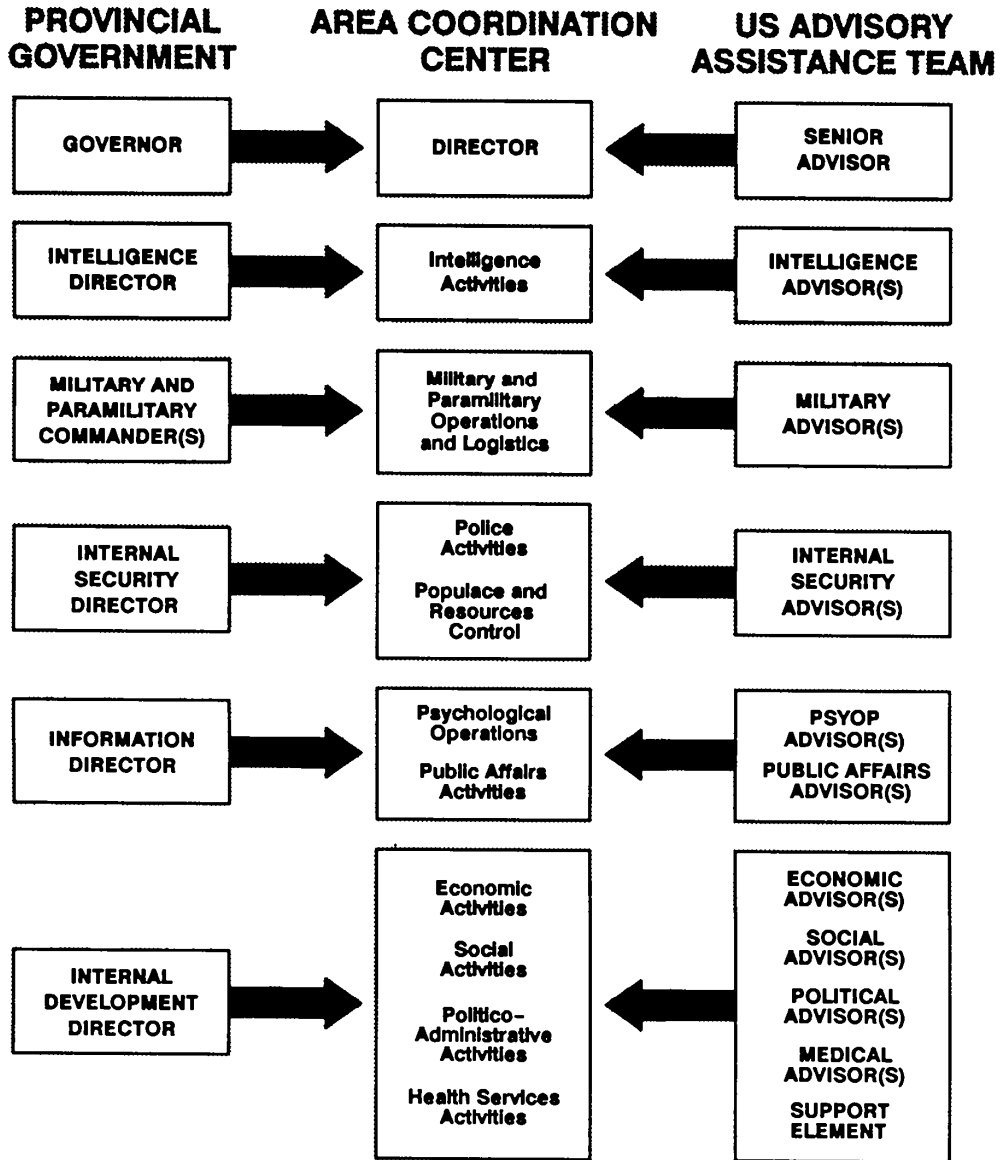 PROVINCIAL
GOVERNMENT
AREA COORDINATION
CENTER
US ADVISORY
ASSISTANCE TEAM
GOVERNOR
DIRECTOR
SENIOR
ADVISOR
INTELLIGENCE
DIRECTOR
Intelligence
Activities
INTELLIGENCE
ADVISOR(S)
MILITARY AND
PARAMILITARY
COMMANDER(S)
Military and
Paramilitary
Operations
and Logistics
MILITARY
ADVISOR(S)
INTERNAL
SECURITY
DIRECTOR
Police
Activities
Populace and
Resources
Control
INTERNAL
SECURITY
ADVISOR(S)
INFORMATION
DIRECTOR
Psychological
Operations
Public Affairs
Activities
PSYOP
ADVISOR(S)
PUBLIC AFFAIRS
ADVISOR(S)
INTERNAL
DEVELOPMENT
DIRECTOR
Economic
Activities
Social
Activities
Politico-
Administrative
Activities
Health Services
Activities
ECONOMIC
ADVISOR(S)
SOCIAL
ADVISOR(S)
POLITICAL
ADVISOR(S)
MEDICAL
ADVISOR(S)
SUPPORT
ELEMENT